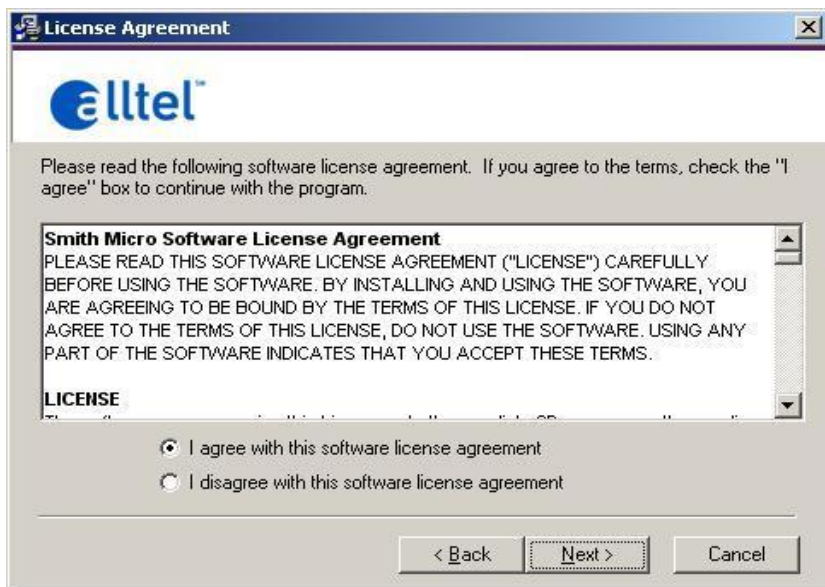 License Agreement
alltel
Please read the following software license agreement. If you agree to the terms, check the "I
agree" box to continue with the program.
Smith Micro Software License Agreement
PLEASE READ THIS SOFTWARE LICENSE AGREEMENT ("LICENSE") CAREFULLY
BEFORE USING THE SOFTWARE. BY INSTALLING AND USING THE SOFTWARE, YOU
ARE AGREEING TO BE BOUND BY THE TERMS OF THIS LICENSE. IF YOU DO NOT
AGREE TO THE TERMS OF THIS LICENSE, DO NOT USE THE SOFTWARE. USING ANY
PART OF THE SOFTWARE INDICATES THAT YOU ACCEPT THESE TERMS.
LICENSE
I agree with this software license agreement
I disagree with this software license agreement
< Back Next > Cancel